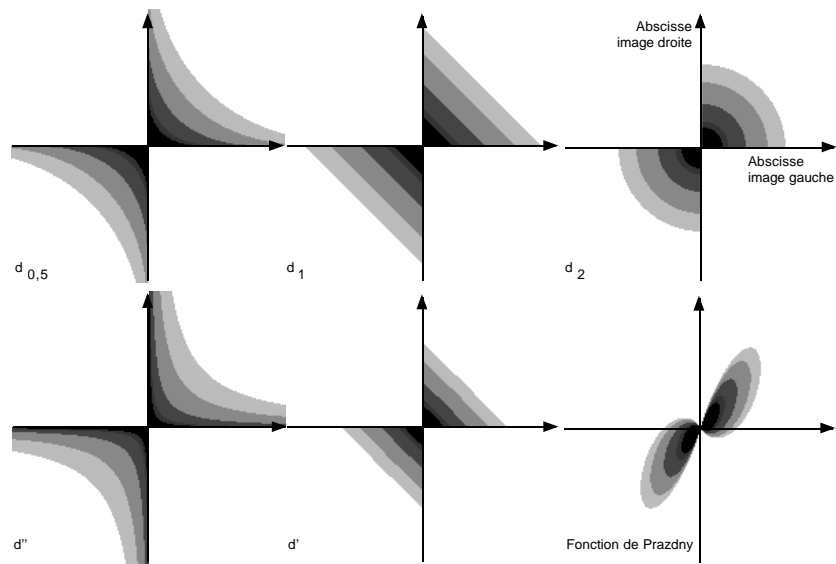 Abscisse
image droite
Abscisse
image gauche
d 0,5
d 1
d 2
d''
d'
Fonction de Prazdny